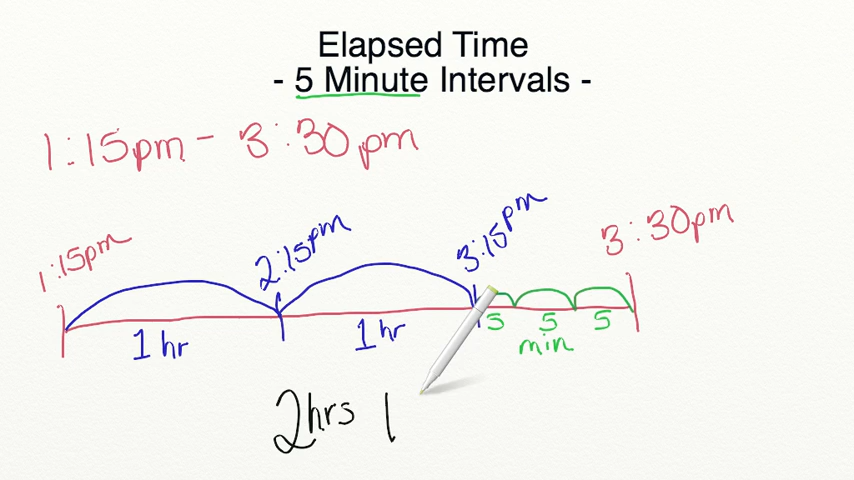 Elapsed Time
- 5 Minute Intervals -
1:15pm - 3:30pm
1:15pm 2:15pm 3:15pm 3:30pm
1 hr 1 hr 5 5 5
min
2hrs 1